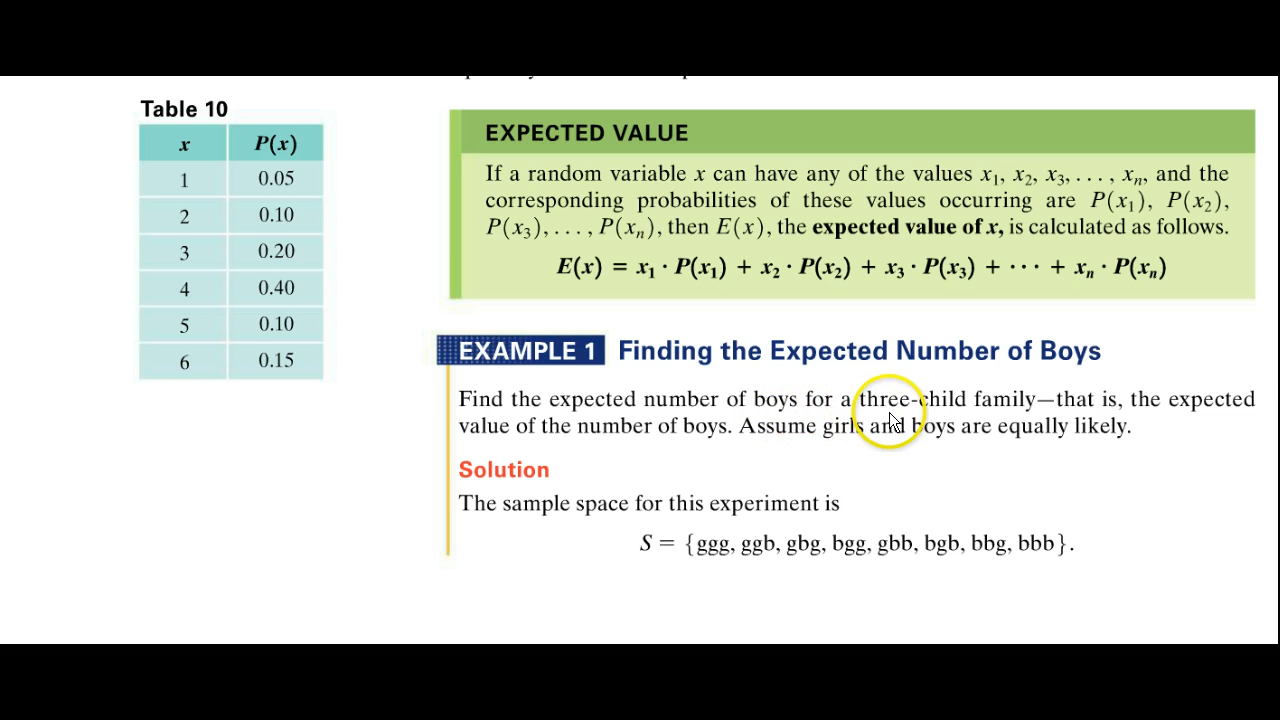 Table 10
x P(x)
1 0.05
2 0.10
3 0.20
4 0.40
5 0.10
6 0.15
EXPECTED VALUE
If a random variable x can have any of the values x₁, x₂, x₃, . . . , xₙ, and the
corresponding probabilities of these values occurring are P(x₁), P(x₂),
P(x₃), . . . , P(xₙ), then E(x), the expected value of x, is calculated as follows.
E(x) = x₁ · P(x₁) + x₂ · P(x₂) + x₃ · P(x₃) + · · · + xₙ · P(xₙ)
EXAMPLE 1 Finding the Expected Number of Boys
Find the expected number of boys for a three-child family—that is, the expected
value of the number of boys. Assume girls and boys are equally likely.
Solution
The sample space for this experiment is
S = {ggg, ggb, gbg, bgg, gbb, bgb, bbg, bbb}.